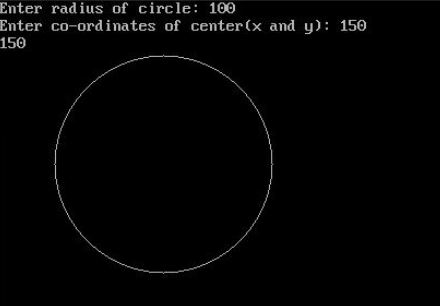 Enter radius of circle: 100
Enter co-ordinates of center(x and y): 150
150